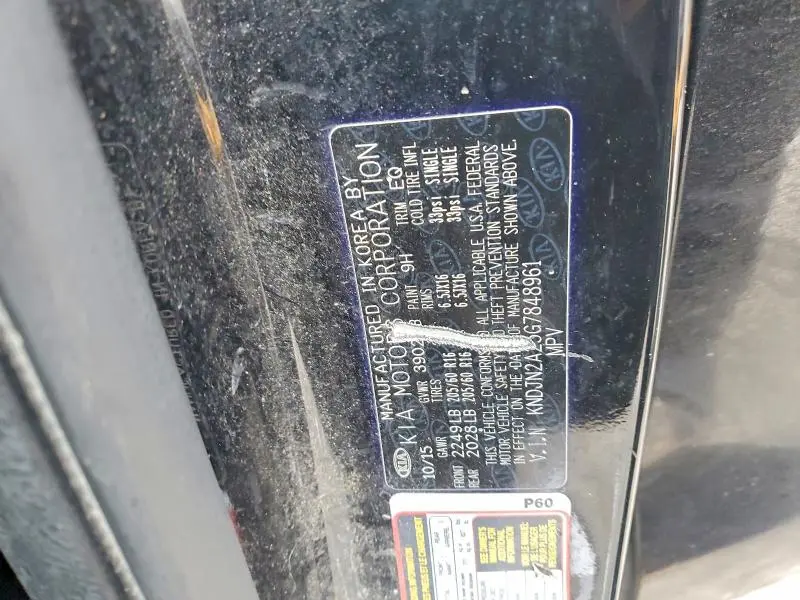 KIA
MANUFACTURED IN KOREA BY
KIA MOTORS CORPORATION
10/15 GVWR PAINT 9H TRIM EQ
GAWR TIRES RIMS COLD TIRE INFL
FRONT 2249LB 205/60 R16 6.5JX16 33psi SINGLE
REAR 2028LB 205/60 R16 6.5JX16 33psi SINGLE
THIS VEHICLE CONFORMS TO ALL APPLICABLE U.S.A. FEDERAL
MOTOR VEHICLE SAFETY AND THEFT PREVENTION STANDARDS
IN EFFECT ON THE DATE OF MANUFACTURE SHOWN ABOVE.
V.I.N KNDJN2A G7848961
MPV
P60